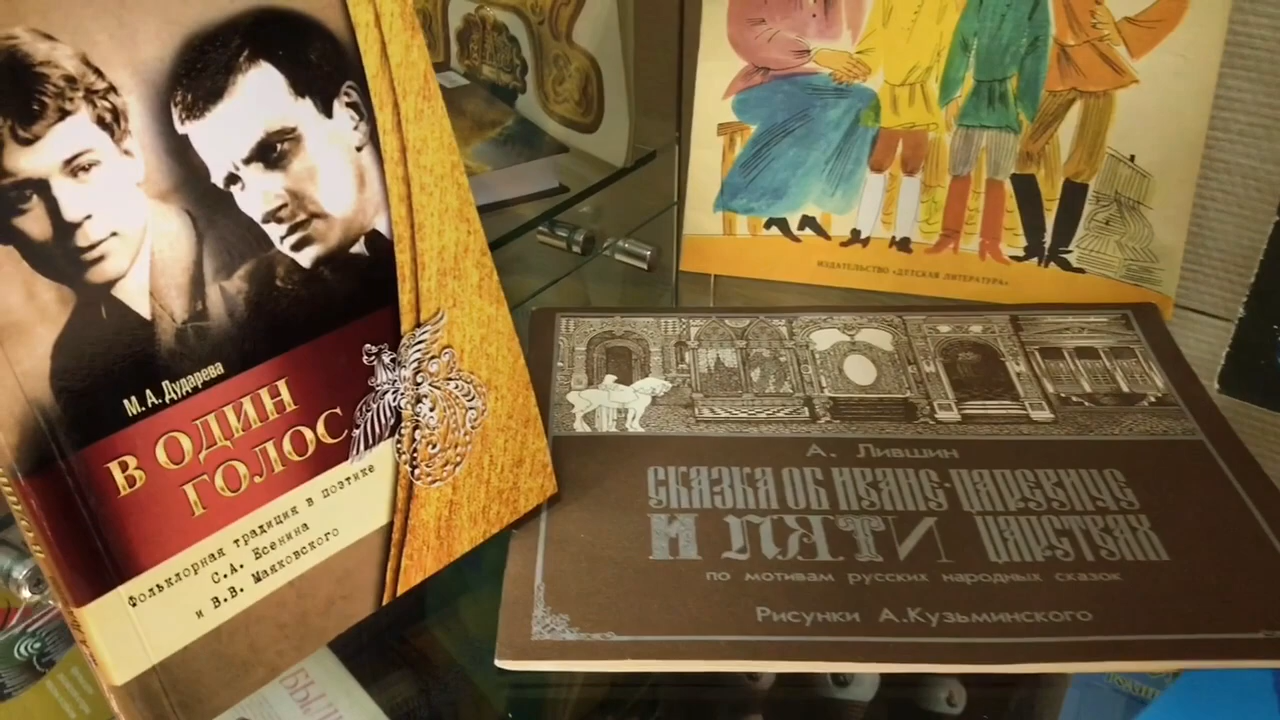 М. А. Дударева
В ОДИН
ГОЛОС
Фольклорная традиция в поэтике
С.А. Есенина
и В.В. Маяковского
ИЗДАТЕЛЬСТВО «ДЕТСКАЯ ЛИТЕРАТУРА»
А. Лившин
СКАЗКА ОБ ИВАНЕ-ЦАРЕВИЧЕ
И ПЯТИ ЦАРСТВАХ
по мотивам русских народных сказок
Рисунки А.Кузьминского